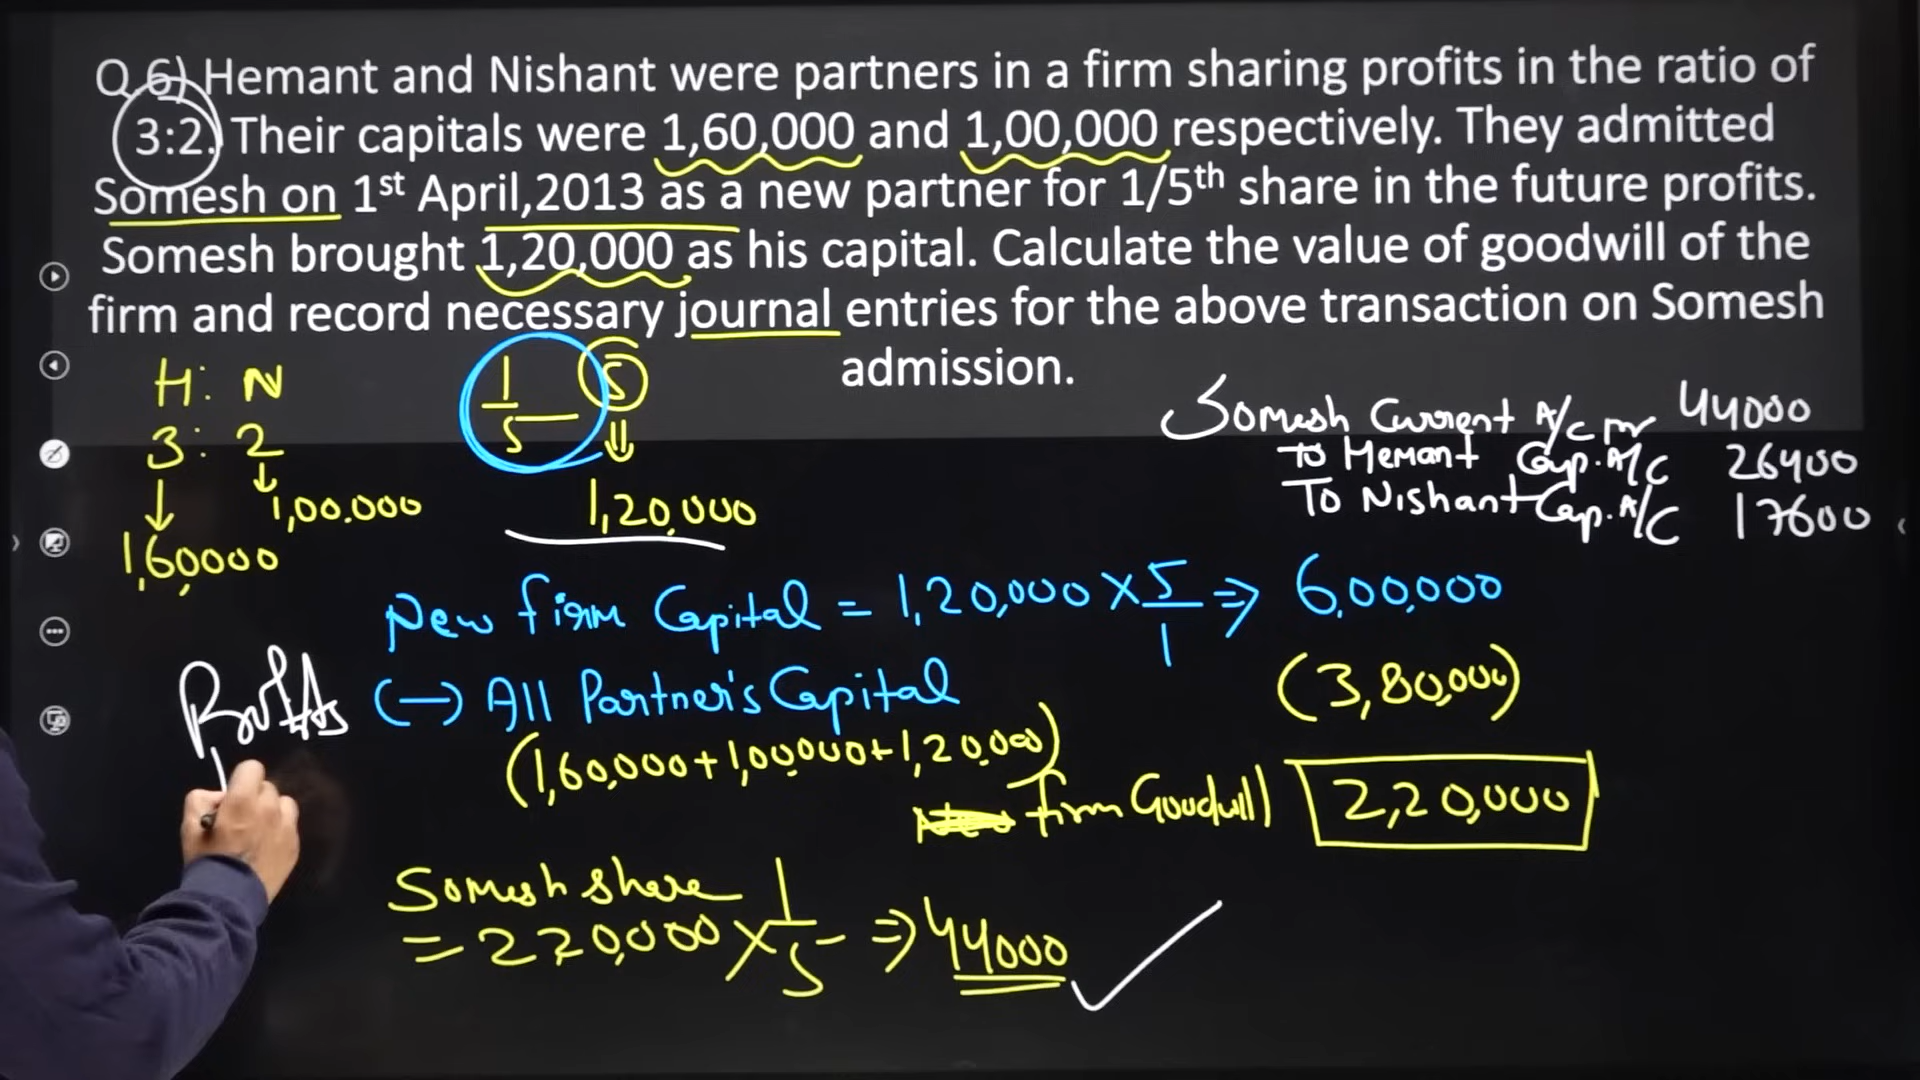 Q.6) Hemant and Nishant were partners in a firm sharing profits in the ratio of
3:2. Their capitals were 1,60,000 and 1,00,000 respectively. They admitted
Somesh on 1st April,2013 as a new partner for 1/5th share in the future profits.
Somesh brought 1,20,000 as his capital. Calculate the value of goodwill of the
firm and record necessary journal entries for the above transaction on Somesh
admission.
H : N
3 : 2
1,60,000
1,00.000
1/5
S
1,20,000
Somesh Current A/c Dr 44000
To Hemant Cap. A/C 26400
To Nishant Cap. A/C 17600
New firm Capital = 1,20,000 × 5/1 ⇒ 6,00,000
(–) All Partner's Capital (3,80,000)
(1,60,000+1,00,000+1,20,000)
firm Goodwill 2,20,000
Somesh share
= 220,000 × 1/5 ⇒ 44000